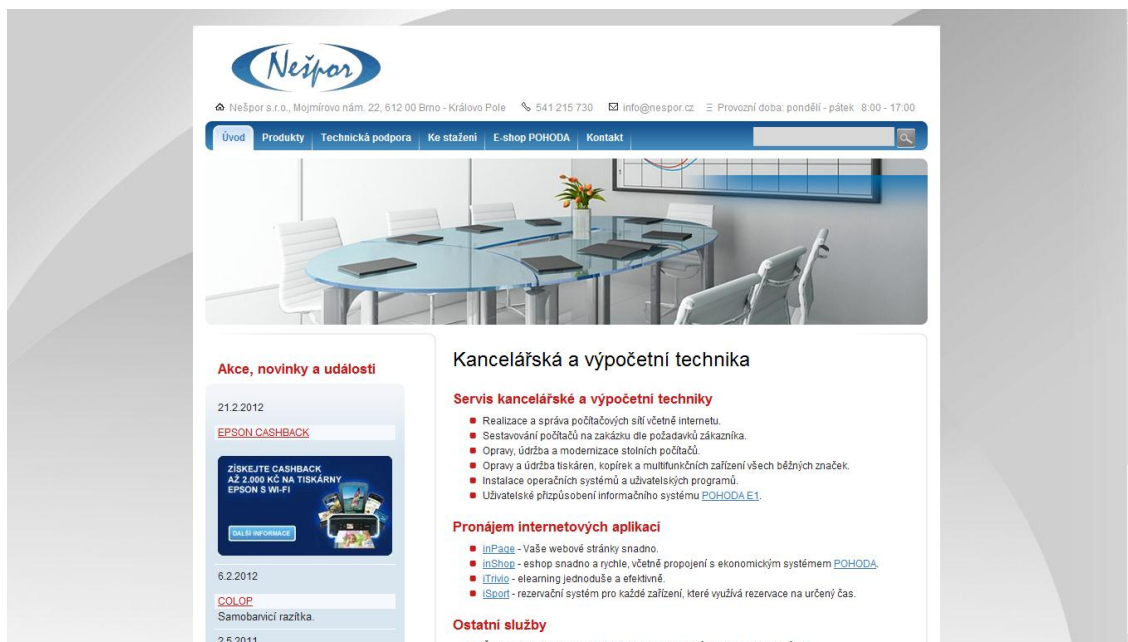 Nešpor
Nešpor s.r.o., Mojmírovo nám. 22, 612 00 Brno - Královo Pole 541 215 730 info@nespor.cz Provozní doba: pondělí - pátek 8:00 - 17:00
Úvod Produkty Technická podpora Ke stažení E-shop POHODA Kontakt
Akce, novinky a události
21.2.2012
EPSON CASHBACK
ZÍSKEJTE CASHBACK
AŽ 2.000 KČ NA TISKÁRNY
EPSON S WI-FI
DALŠÍ INFORMACE
6.2.2012
COLOP
Samobarvicí razítka.
2.5.2011
Kancelářská a výpočetní technika
Servis kancelářské a výpočetní techniky
Realizace a správa počítačových sítí včetně internetu.
Sestavování počítačů na zakázku dle požadavků zákazníka.
Opravy, údržba a modernizace stolních počítačů.
Opravy a údržba tiskáren, kopírek a multifunkčních zařízení všech běžných značek.
Instalace operačních systémů a uživatelských programů.
Uživatelské přizpůsobení informačního systému POHODA E1.
Pronájem internetových aplikací
inPage - Vaše webové stránky snadno.
inShop - eshop snadno a rychle, včetně propojení s ekonomickým systémem POHODA.
iTrivio - elearning jednoduše a efektivně.
iSport - rezervační systém pro každé zařízení, které využívá rezervace na určený čas.
Ostatní služby